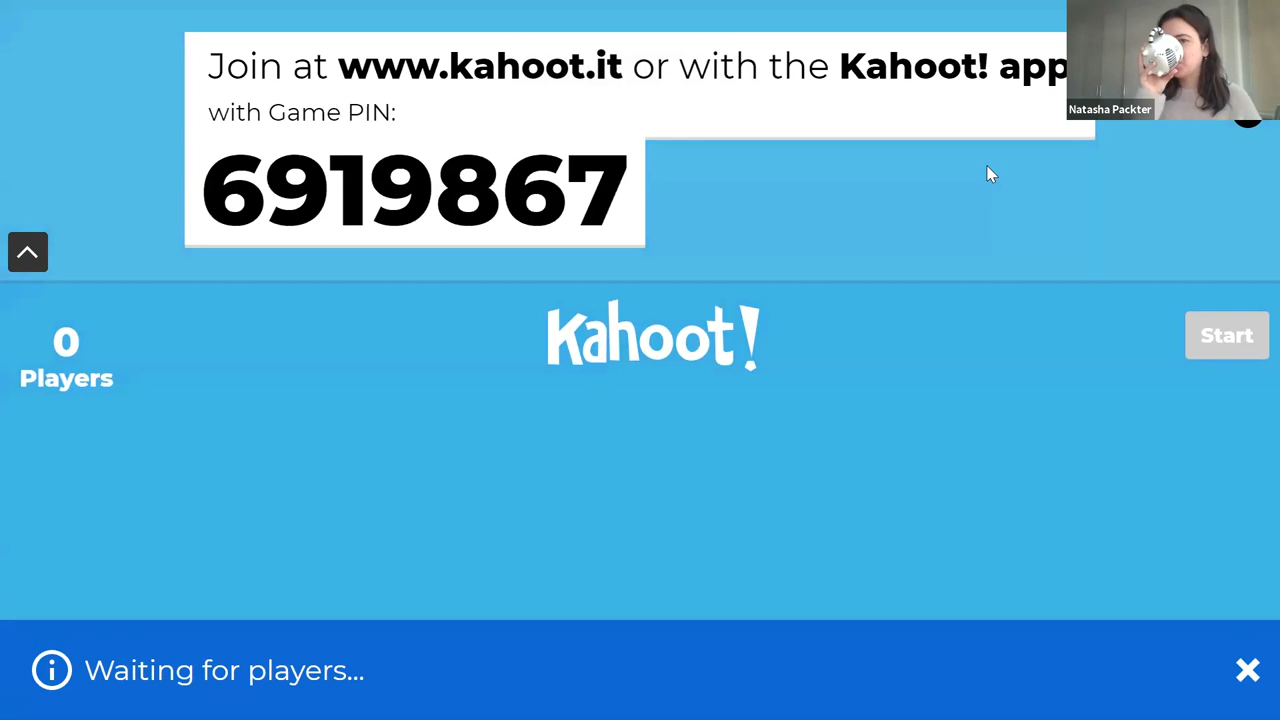 Join at www.kahoot.it or with the Kahoot! app
with Game PIN:
Natasha Packter
6919867
0
Players
Kahoot!
Start
Waiting for players...